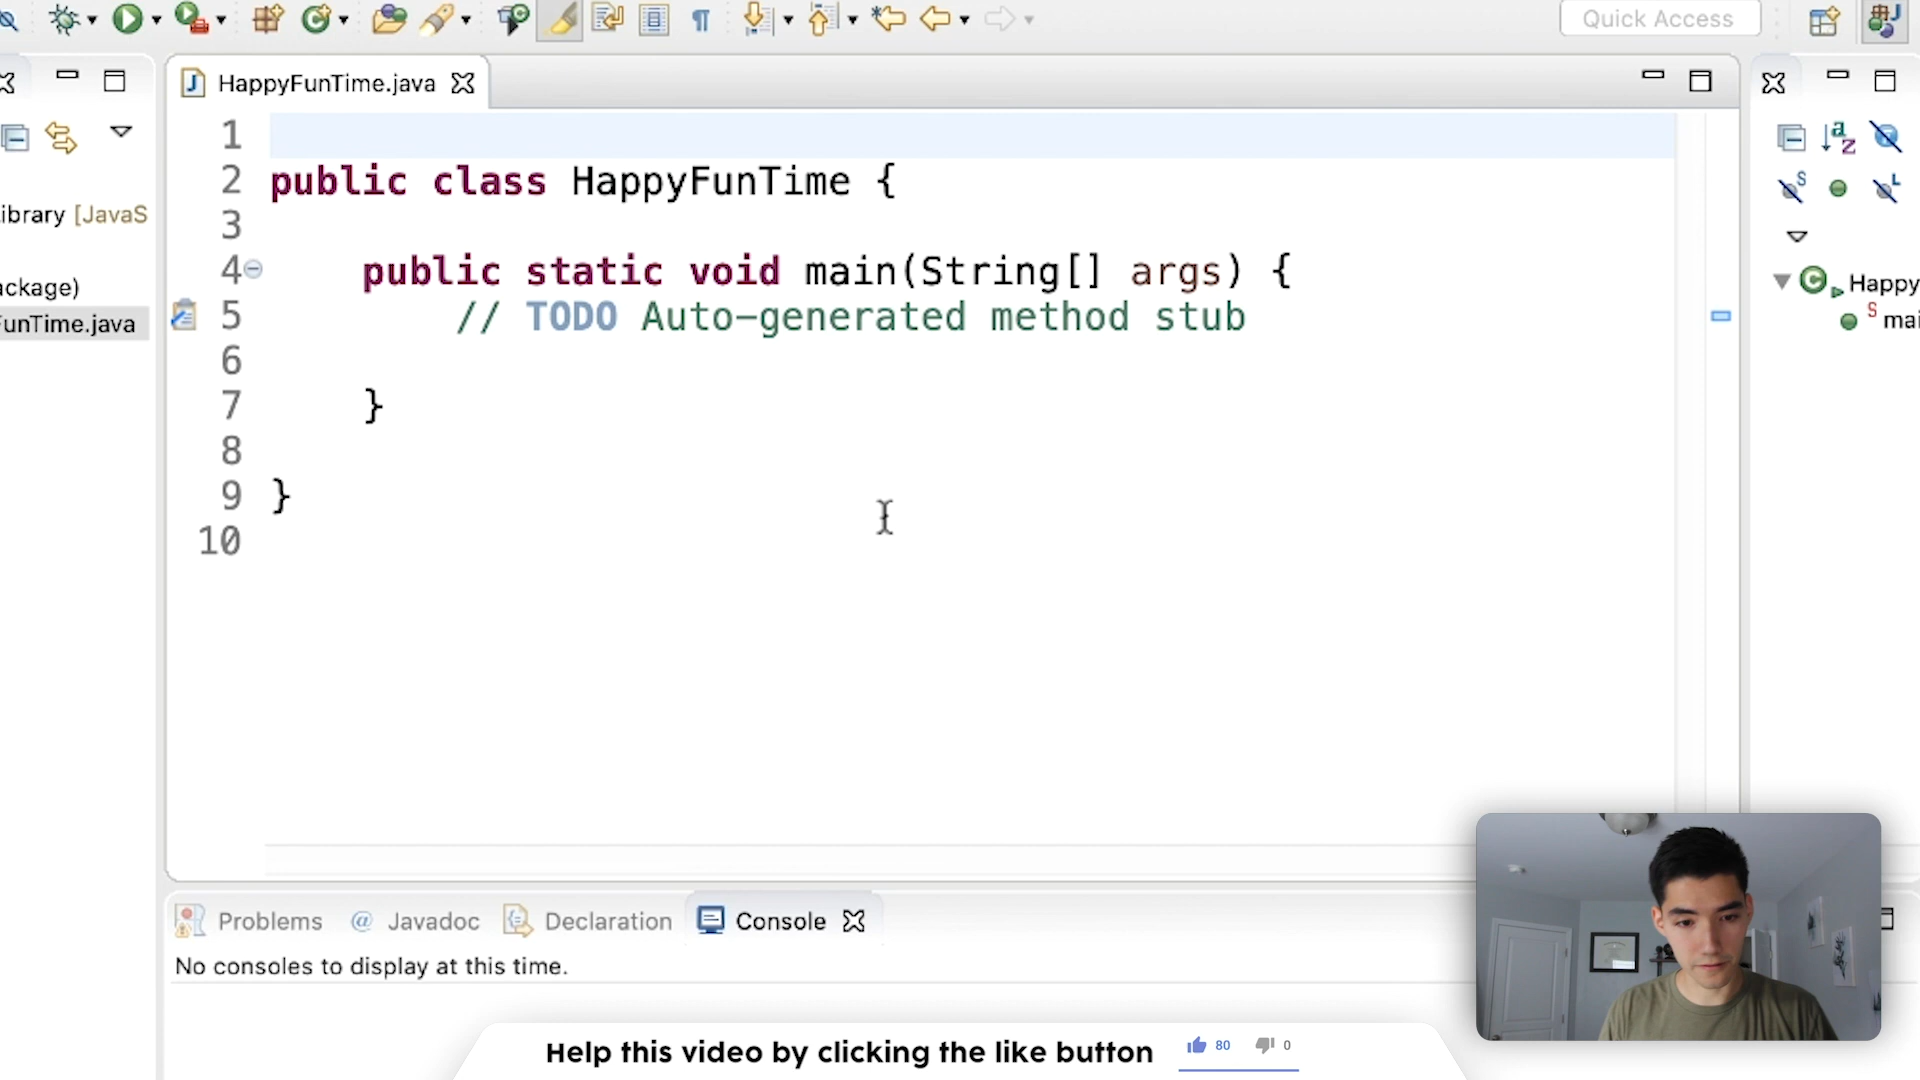 Quick Access
HappyFunTime.java
1
2 public class HappyFunTime {
3
4 public static void main(String[] args) {
5 // TODO Auto-generated method stub
6
7 }
8
9 }
10
ibrary [JavaS
ackage)
FunTime.java
Happy
mai
Problems
@ Javadoc
Declaration
Console
No consoles to display at this time.
Help this video by clicking the like button 80 0